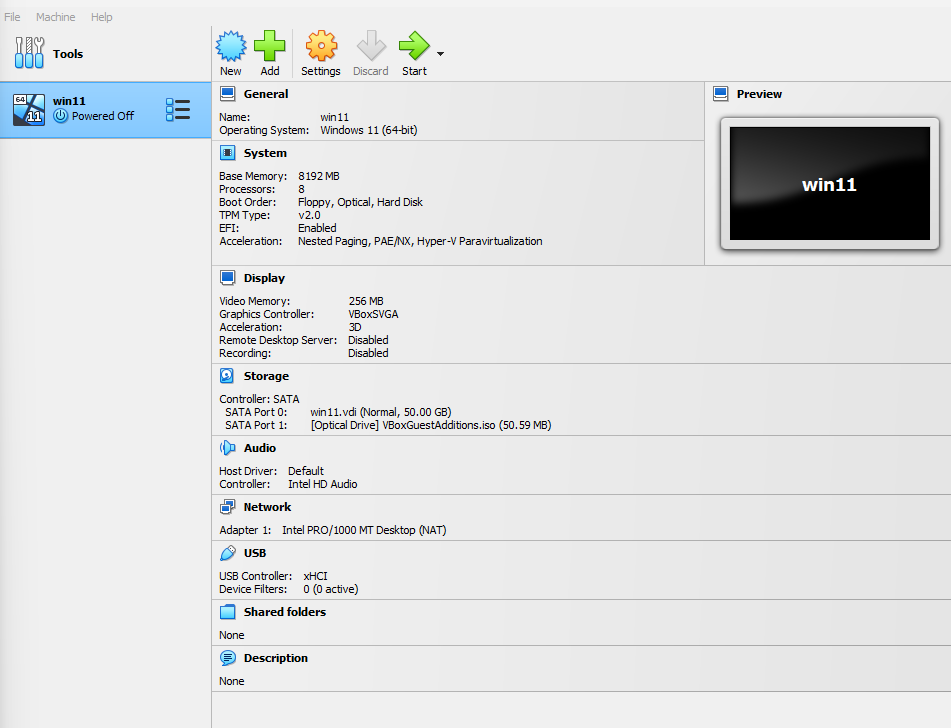 File Machine Help
Tools
New Add Settings Discard Start
64
11
win11
Powered Off
General
Name: win11
Operating System: Windows 11 (64-bit)
Preview
win11
System
Base Memory: 8192 MB
Processors: 8
Boot Order: Floppy, Optical, Hard Disk
TPM Type: v2.0
EFI: Enabled
Acceleration: Nested Paging, PAE/NX, Hyper-V Paravirtualization
Display
Video Memory: 256 MB
Graphics Controller: VBoxSVGA
Acceleration: 3D
Remote Desktop Server: Disabled
Recording: Disabled
Storage
Controller: SATA
SATA Port 0: win11.vdi (Normal, 50.00 GB)
SATA Port 1: [Optical Drive] VBoxGuestAdditions.iso (50.59 MB)
Audio
Host Driver: Default
Controller: Intel HD Audio
Network
Adapter 1: Intel PRO/1000 MT Desktop (NAT)
USB
USB Controller: xHCI
Device Filters: 0 (0 active)
Shared folders
None
Description
None